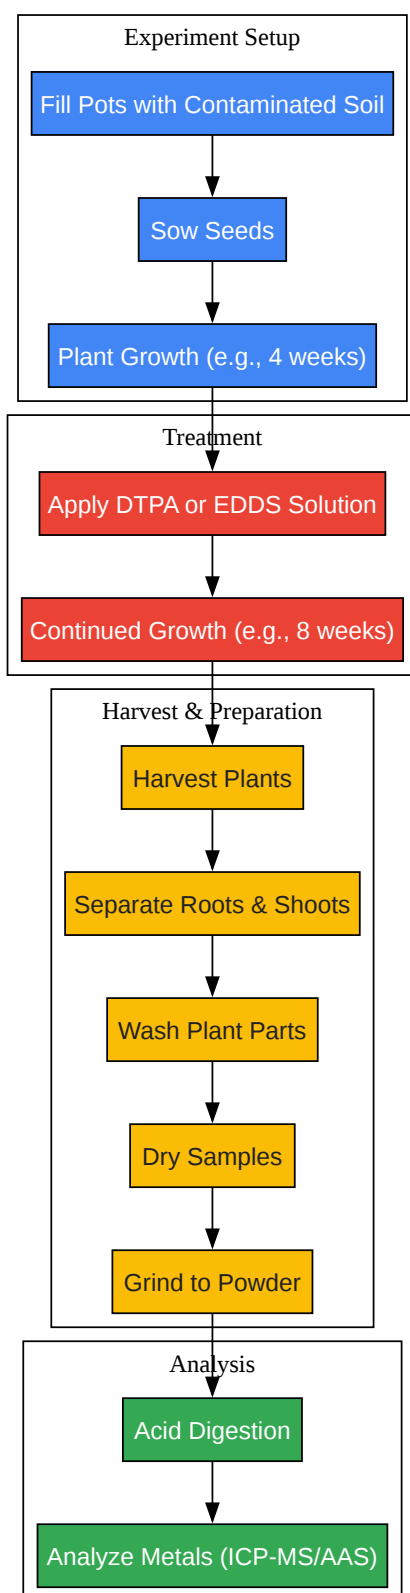 Experiment Setup
Fill Pots with Contaminated Soil
Sow Seeds
Plant Growth (e.g., 4 weeks)
Treatment
Apply DTPA or EDDS Solution
Continued Growth (e.g., 8 weeks)
Harvest & Preparation
Harvest Plants
Separate Roots & Shoots
Wash Plant Parts
Dry Samples
Grind to Powder
Analysis
Acid Digestion
Analyze Metals (ICP-MS/AAS)